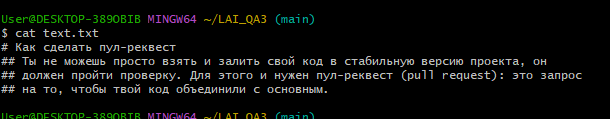 User@DESKTOP-389OBIB MINGW64 ~/LAI_QA3 (main)
$ cat text.txt
# Как сделать пул-реквест
## Ты не можешь просто взять и залить свой код в стабильную версию проекта, он
## должен пройти проверку. Для этого и нужен пул-реквест (pull request): это запрос
## на то, чтобы твой код объединили с основным.
User@DESKTOP-389OBIB MINGW64 ~/LAI_QA3 (main)